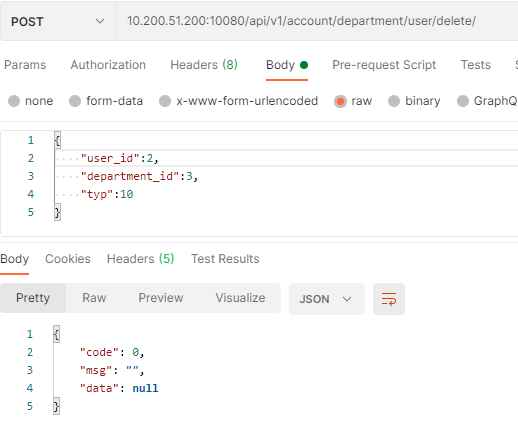 POST 10.200.51.200:10080/api/v1/account/department/user/delete/
Params Authorization Headers (8) Body Pre-request Script Tests
none form-data x-www-form-urlencoded raw binary GraphQ
1 {
2 ····"user_id":2,
3 ····"department_id":3,
4 ····"typ":10
5 }
Body Cookies Headers (5) Test Results
Pretty Raw Preview Visualize JSON
1 {
2 "code": 0,
3 "msg": "",
4 "data": null
5 }